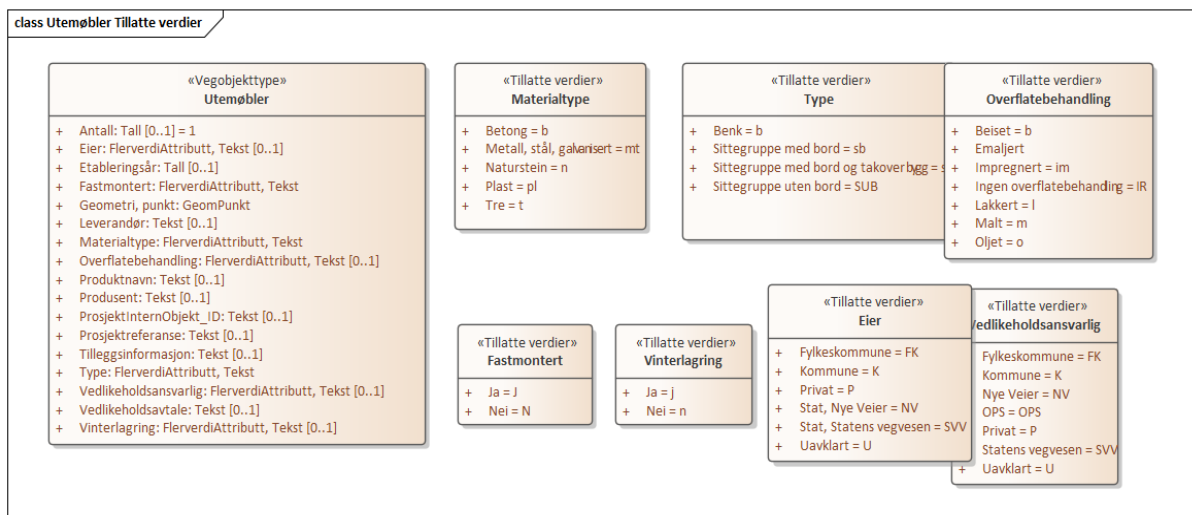 class Utemøbler Tillatte verdier
«Vegobjekttype»
Utemøbler
+ Antall: Tall [0..1] = 1
+ Eier: FlerverdiAttributt, Tekst [0..1]
+ Etableringsår: Tall [0..1]
+ Fastmontert: FlerverdiAttributt, Tekst
+ Geometri, punkt: GeomPunkt
+ Leverandør: Tekst [0..1]
+ Materialtype: FlerverdiAttributt, Tekst
+ Overflatebehandling: FlerverdiAttributt, Tekst [0..1]
+ Produktnavn: Tekst [0..1]
+ Produsent: Tekst [0..1]
+ ProsjektInternObjekt_ID: Tekst [0..1]
+ Prosjektreferanse: Tekst [0..1]
+ Tilleggsinformasjon: Tekst [0..1]
+ Type: FlerverdiAttributt, Tekst
+ Vedlikeholdsansvarlig: FlerverdiAttributt, Tekst [0..1]
+ Vedlikeholdsavtale: Tekst [0..1]
+ Vinterlagring: FlerverdiAttributt, Tekst [0..1]
«Tillatte verdier»
Materialtype
+ Betong = b
+ Metall, stål, galvanisert = mt
+ Naturstein = n
+ Plast = pl
+ Tre = t
«Tillatte verdier»
Type
+ Benk = b
+ Sittegruppe med bord = sb
+ Sittegruppe med bord og takoverbygg =
+ Sittegruppe uten bord = SUB
«Tillatte verdier»
Overflatebehandling
+ Beiset = b
+ Emaljert
+ Impregnert = im
+ Ingen overflatebehandling = IR
+ Lakkert = l
+ Malt = m
+ Oljet = o
«Tillatte verdier»
Fastmontert
+ Ja = J
+ Nei = N
«Tillatte verdier»
Vinterlagring
+ Ja = j
+ Nei = n
«Tillatte verdier»
Eier
+ Fylkeskommune = FK
+ Kommune = K
+ Privat = P
+ Stat, Nye Veier = NV
+ Stat, Statens vegvesen = SVV
+ Uavklart = U
«Tillatte verdier»
Vedlikeholdsansvarlig
Fylkeskommune = FK
Kommune = K
Nye Veier = NV
OPS = OPS
Privat = P
Statens vegvesen = SVV
+ Uavklart = U